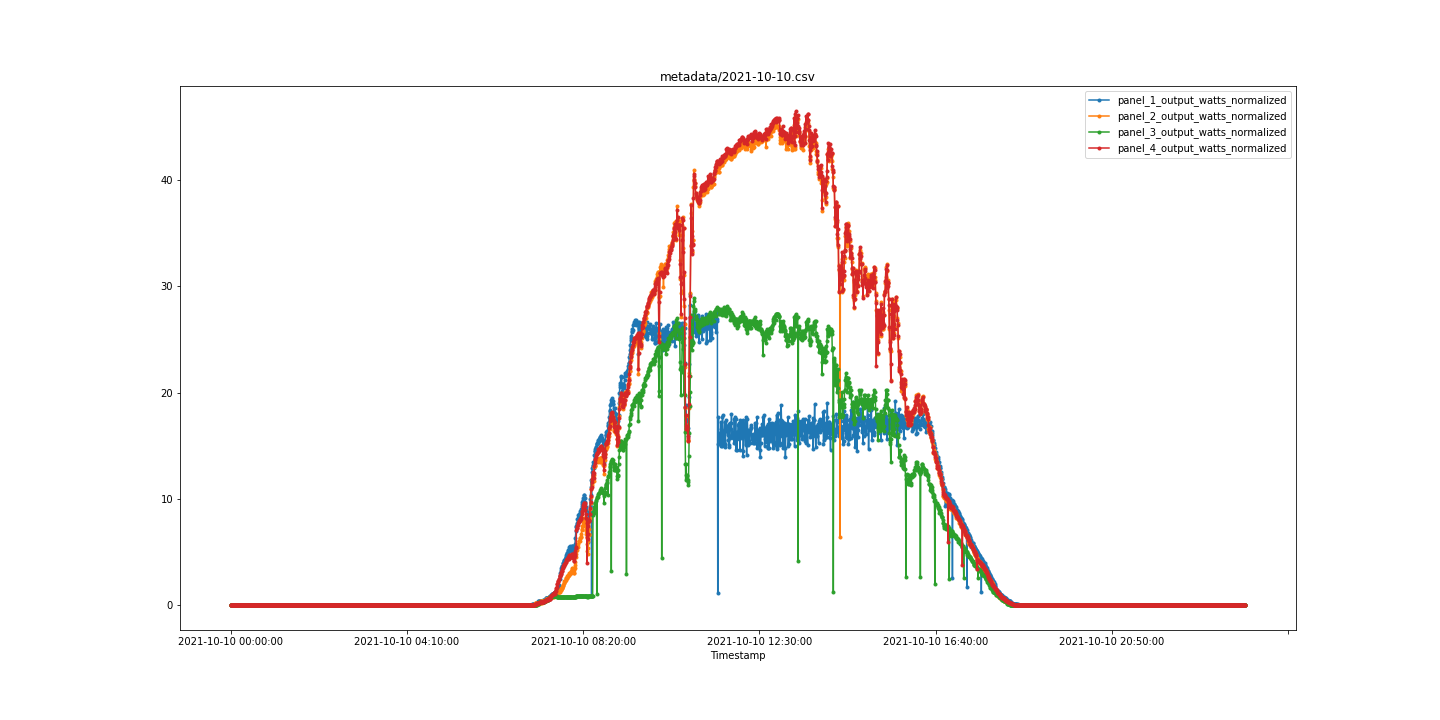 metadata/2021-10-10.csv
panel_1_output_watts_normalized
panel_2_output_watts_normalized
panel_3_output_watts_normalized
panel_4_output_watts_normalized
40
30
20
10
0
2021-10-10 00:00:00 2021-10-10 04:10:00 2021-10-10 08:20:00 2021-10-10 12:30:00 2021-10-10 16:40:00 2021-10-10 20:50:00
Timestamp